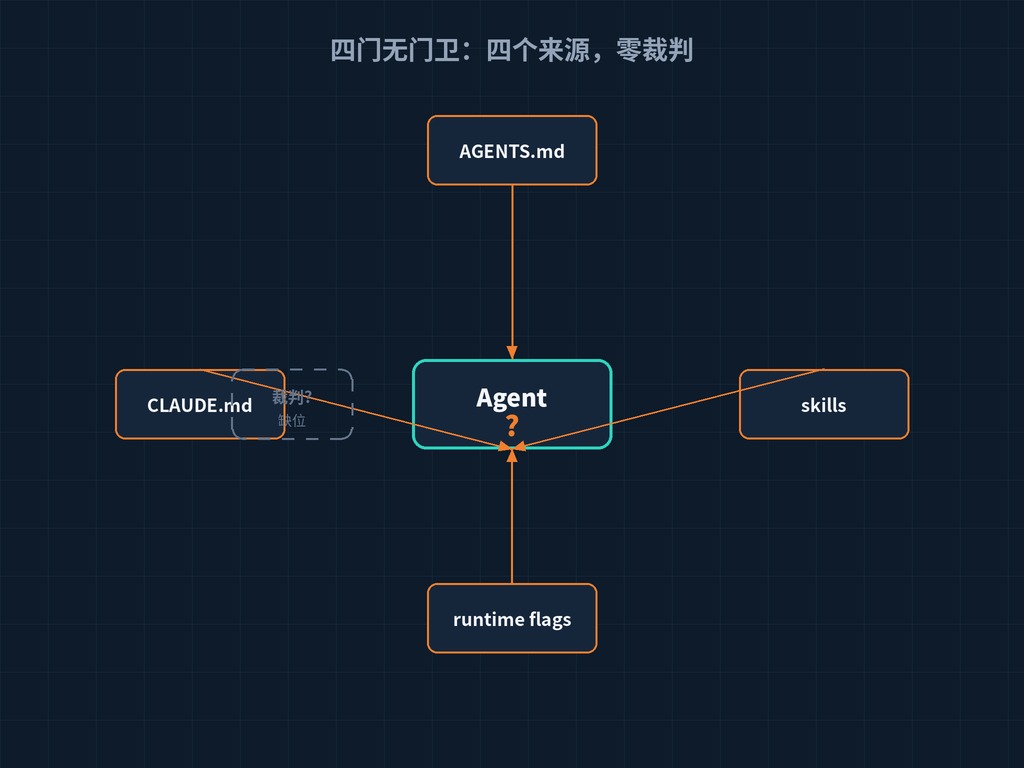 四门无门卫：四个来源，零裁判
AGENTS.md
CLAUDE.md
裁判?
缺位
Agent
?
skills
runtime flags